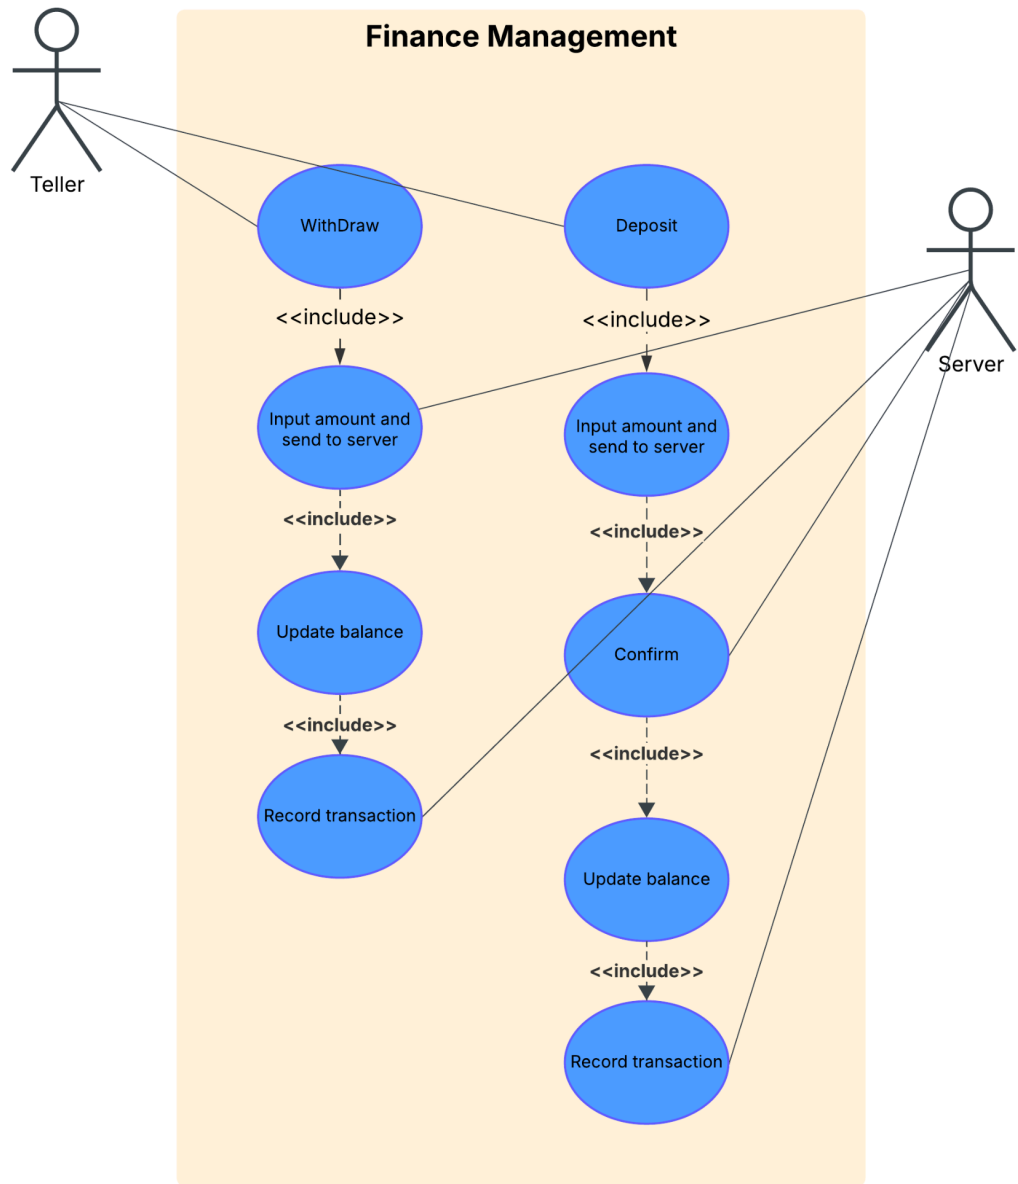 Finance Management
Teller
WithDraw
Deposit
<<include>>
<<include>>
Server
Input amount and
send to server
Input amount and
send to server
<<include>>
<<include>>
Update balance
Confirm
<<include>>
<<include>>
Record transaction
Update balance
<<include>>
Record transaction